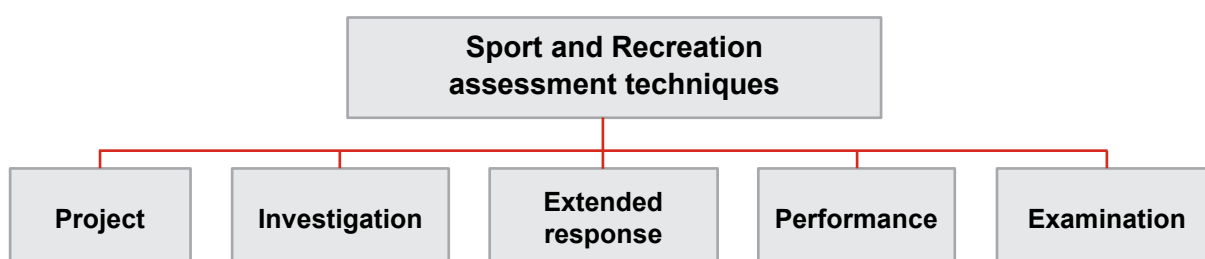 Sport and Recreation
assessment techniques
Project
Investigation
Extended
response
Performance
Examination